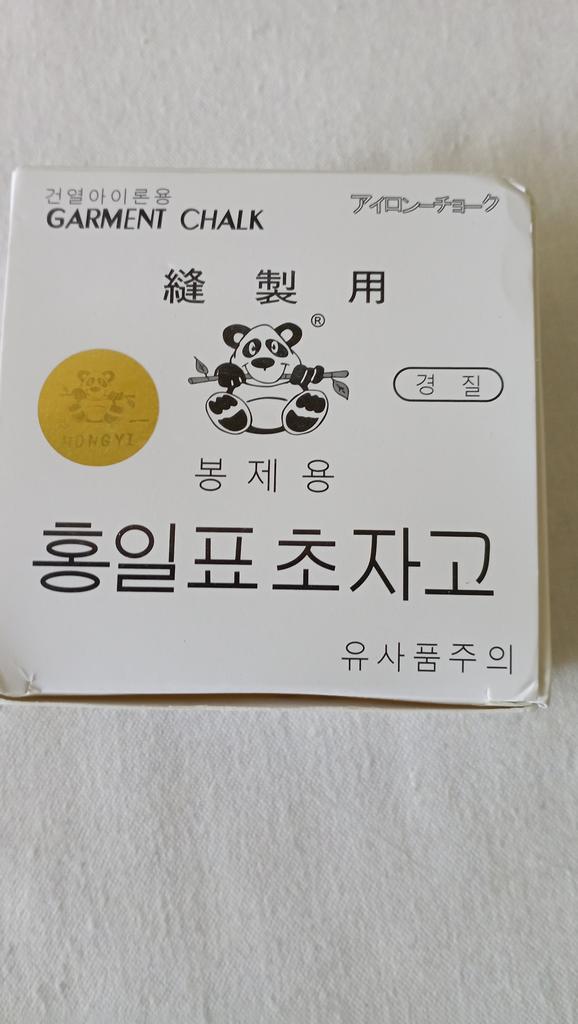 건열아이론용
GARMENT CHALK
アイロンーチョーク
縫製用
®
경질
HONGYI
봉제용
홍일표초자고
유사품주의